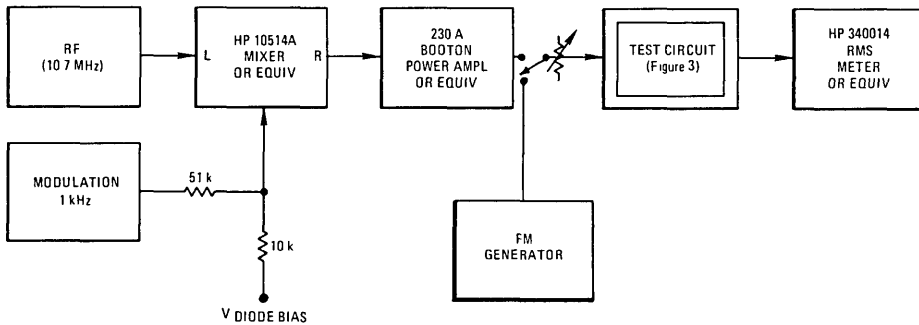 RF
(10 7 MHz)
L
HP 10514A
MIXER
OR EQUIV
R
230 A
BOOTON
POWER AMPL
OR EQUIV
TEST CIRCUIT
(Figure 3)
HP 340014
RMS
METER
OR EQUIV
MODULATION
1 kHz
51 k
10 k
V DIODE BIAS
FM
GENERATOR